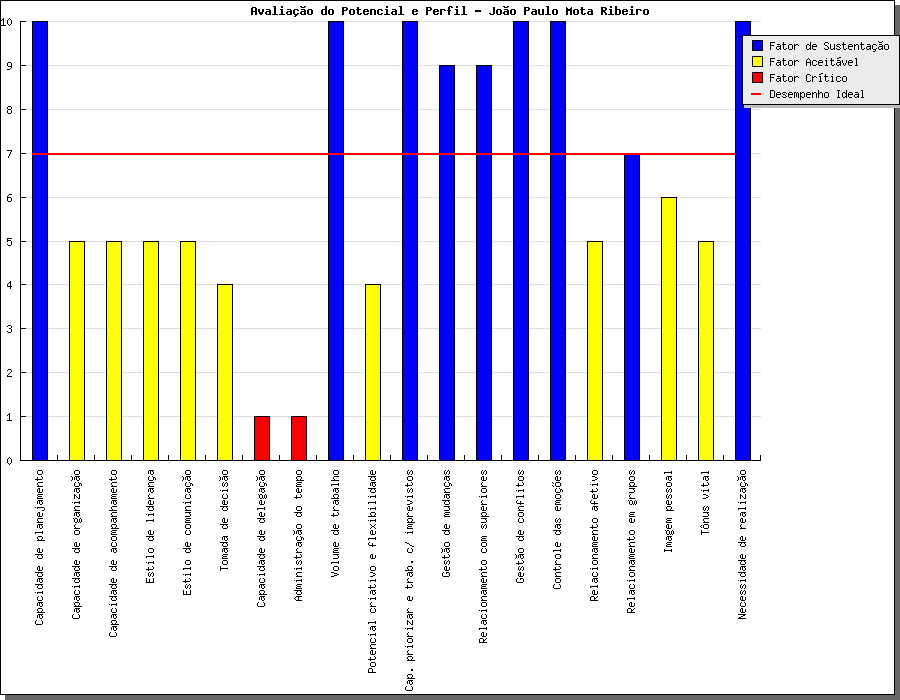 Avaliação do Potencial e Perfil - João Paulo Mota Ribeiro
10
9
8
7
6
5
4
3
2
1
0
Fator de Sustentação
Fator Aceitável
Fator Crítico
Desempenho Ideal
Capacidade de planejamento
Capacidade de organização
Capacidade de acompanhamento
Estilo de liderança
Estilo de comunicação
Tomada de decisão
Capacidade de delegação
Administração do tempo
Volume de trabalho
Potencial criativo e flexibilidade
Cap. priorizar e trab. c/ imprevistos
Gestão de mudanças
Relacionamento com superiores
Gestão de conflitos
Controle das emoções
Relacionamento afetivo
Relacionamento em grupos
Imagem pessoal
Tônus vital
Necessidade de realização